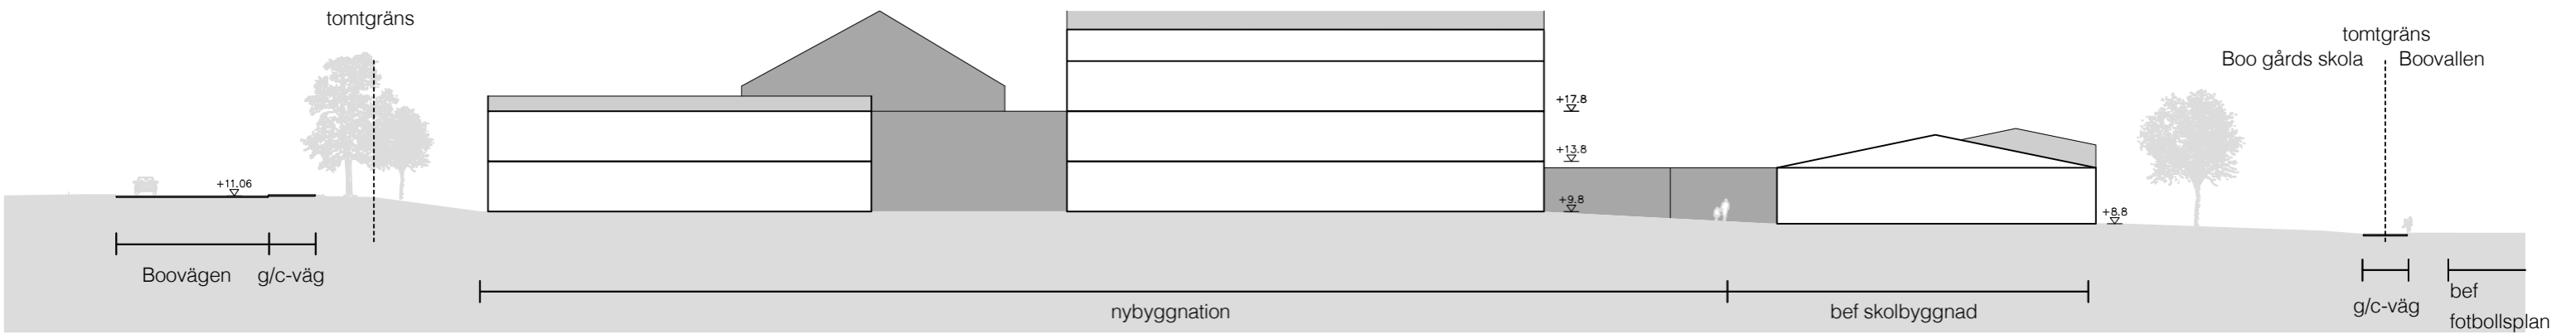 tomtgräns
tomtgräns
Boo gårds skola
Boovallen
+17.8
+13.8
+11.06
+9.8
+8.8
Boovägen
g/c-väg
nybyggnation
bef skolbyggnad
g/c-väg
bef
fotbollsplan